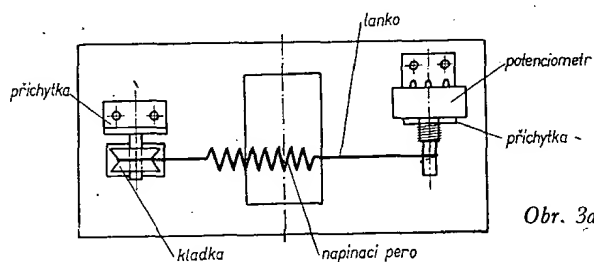 lanko
potenciometr
příchytka
příchytka
kladka
napínací pero
Obr. 3a